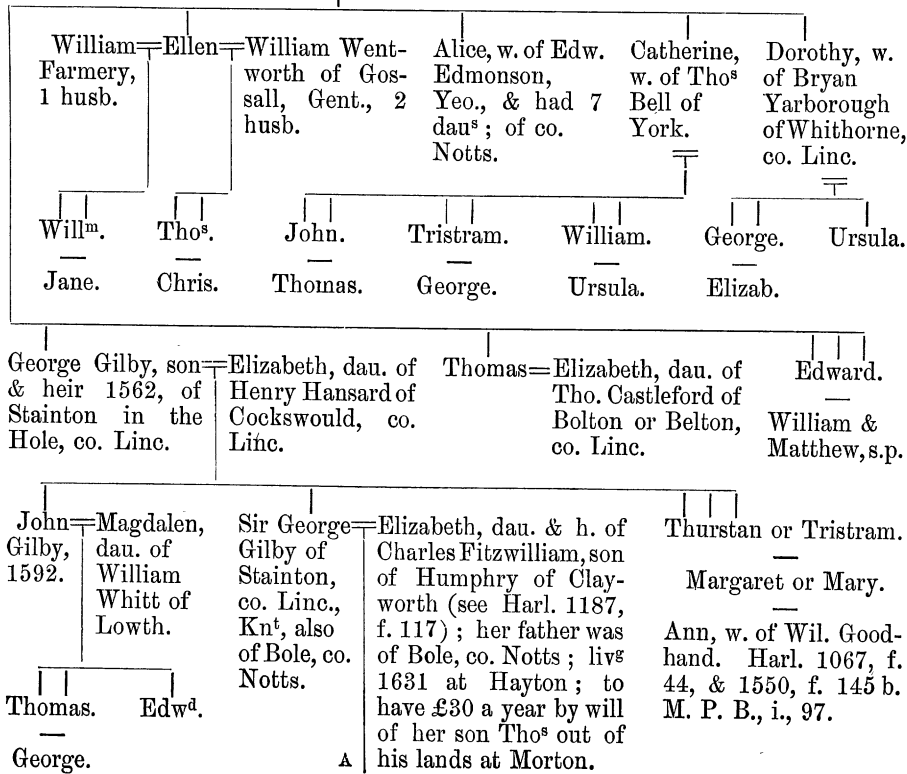 William=Ellen=William Went-
Farmery,
1 husb.
worth of Gos-
sall, Gent., 2
husb.
Alice, w. of Edw.
Edmonson,
Yeo., & had 7
dauˢ; of co.
Notts.
Catherine,
w. of Thoˢ
Bell of
York.
Dorothy, w.
of Bryan
Yarborough
of Whithorne,
co. Linc.
Willᵐ.
Jane.
Thoˢ.
Chris.
John.
Thomas.
Tristram.
George.
William.
Ursula.
George.
Elizab.
Ursula.
George Gilby, son
& heir 1562, of
Stainton in the
Hole, co. Linc.
=Elizabeth, dau. of
Henry Hansard of
Cockswould, co.
Linc.
Thomas=Elizabeth, dau. of
Tho. Castleford of
Bolton or Belton,
co. Linc.
Edward.
William &
Matthew, s.p.
John=Magdalen,
Gilby,
1592.
dau. of
William
Whitt of
Lowth.
Sir George=
Gilby of
Stainton,
co. Linc.,
Knᵗ, also
of Bole, co.
Notts.
Elizabeth, dau. & h. of
Charles Fitzwilliam, son
of Humphry of Clay-
worth (see Harl. 1187,
f. 117); her father was
of Bole, co. Notts; livᵍ
1631 at Hayton; to
have £30 a year by will
of her son Thoˢ out of
his lands at Morton.
Thurstan or Tristram.
Margaret or Mary.
Ann, w. of Wil. Good-
hand. Harl. 1067, f.
44, & 1550, f. 145 b.
M. P. B., i., 97.
Thomas.
George.
Edwᵈ.
A